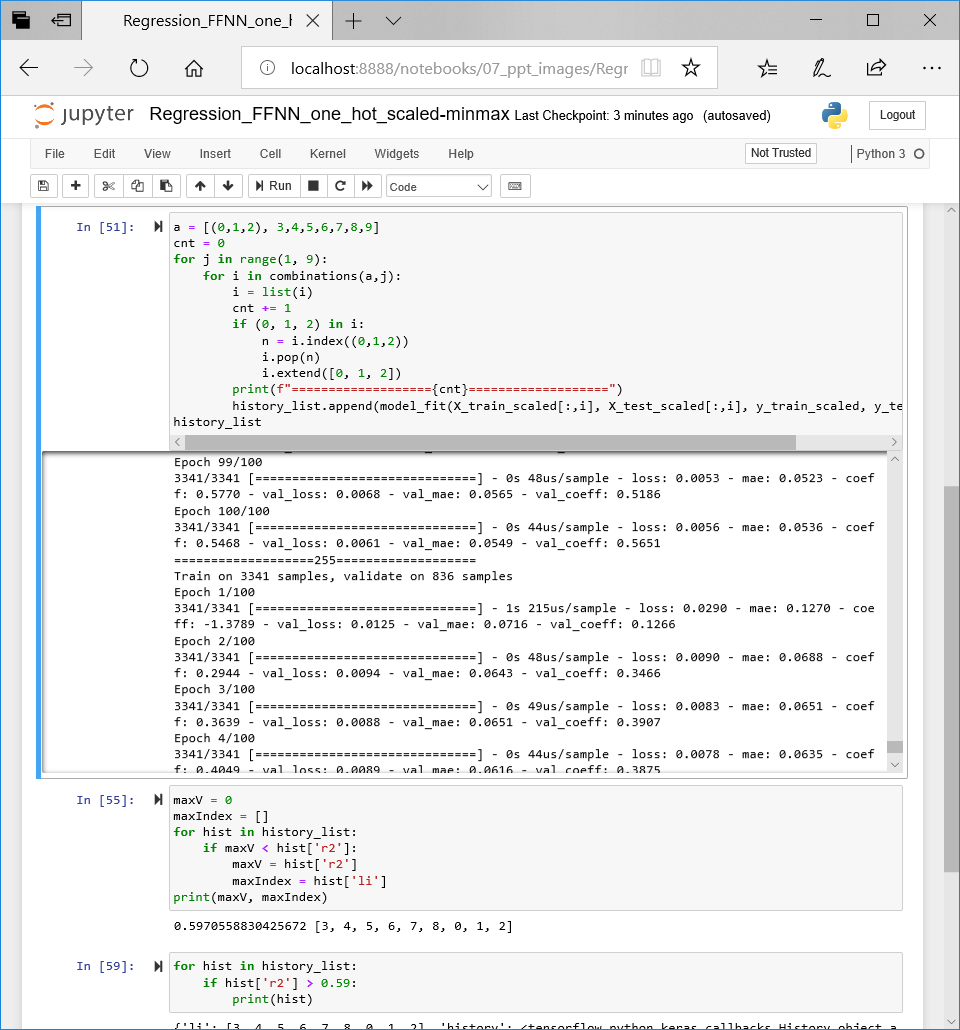 Regression_FFNN_one_h
localhost:8888/notebooks/07_ppt_images/Regr
jupyter Regression_FFNN_one_hot_scaled-minmax Last Checkpoint: 3 minutes ago (autosaved)
Logout
File Edit View Insert Cell Kernel Widgets Help
Not Trusted
Python 3
Run
Code
In [51]:
a = [(0,1,2), 3,4,5,6,7,8,9]
cnt = 0
for j in range(1, 9):
    for i in combinations(a,j):
        i = list(i)
        cnt += 1
        if (0, 1, 2) in i:
            n = i.index((0,1,2))
            i.pop(n)
            i.extend([0, 1, 2])
        print(f"==================={cnt}===================")
        history_list.append(model_fit(X_train_scaled[:,i], X_test_scaled[:,i], y_train_scaled, y_te
history_list
Epoch 99/100
3341/3341 [==============================] - 0s 48us/sample - loss: 0.0053 - mae: 0.0523 - coef
f: 0.5770 - val_loss: 0.0068 - val_mae: 0.0565 - val_coeff: 0.5186
Epoch 100/100
3341/3341 [==============================] - 0s 44us/sample - loss: 0.0056 - mae: 0.0536 - coef
f: 0.5468 - val_loss: 0.0061 - val_mae: 0.0549 - val_coeff: 0.5651
===================255===================
Train on 3341 samples, validate on 836 samples
Epoch 1/100
3341/3341 [==============================] - 1s 215us/sample - loss: 0.0290 - mae: 0.1270 - coe
ff: -1.3789 - val_loss: 0.0125 - val_mae: 0.0716 - val_coeff: 0.1266
Epoch 2/100
3341/3341 [==============================] - 0s 48us/sample - loss: 0.0090 - mae: 0.0688 - coef
f: 0.2944 - val_loss: 0.0094 - val_mae: 0.0643 - val_coeff: 0.3466
Epoch 3/100
3341/3341 [==============================] - 0s 49us/sample - loss: 0.0083 - mae: 0.0651 - coef
f: 0.3639 - val_loss: 0.0088 - val_mae: 0.0651 - val_coeff: 0.3907
Epoch 4/100
3341/3341 [==============================] - 0s 44us/sample - loss: 0.0078 - mae: 0.0635 - coef
f: 0.4049 - val_loss: 0.0089 - val_mae: 0.0616 - val_coeff: 0.3875
In [55]:
maxV = 0
maxIndex = []
for hist in history_list:
    if maxV < hist['r2']:
        maxV = hist['r2']
        maxIndex = hist['li']
print(maxV, maxIndex)
0.5970558830425672 [3, 4, 5, 6, 7, 8, 0, 1, 2]
In [59]:
for hist in history_list:
    if hist['r2'] > 0.59:
        print(hist)
{'li': [3, 4, 5, 6, 7, 8, 0, 1, 2], 'history': <tensorflow.python.keras.callbacks.History object a